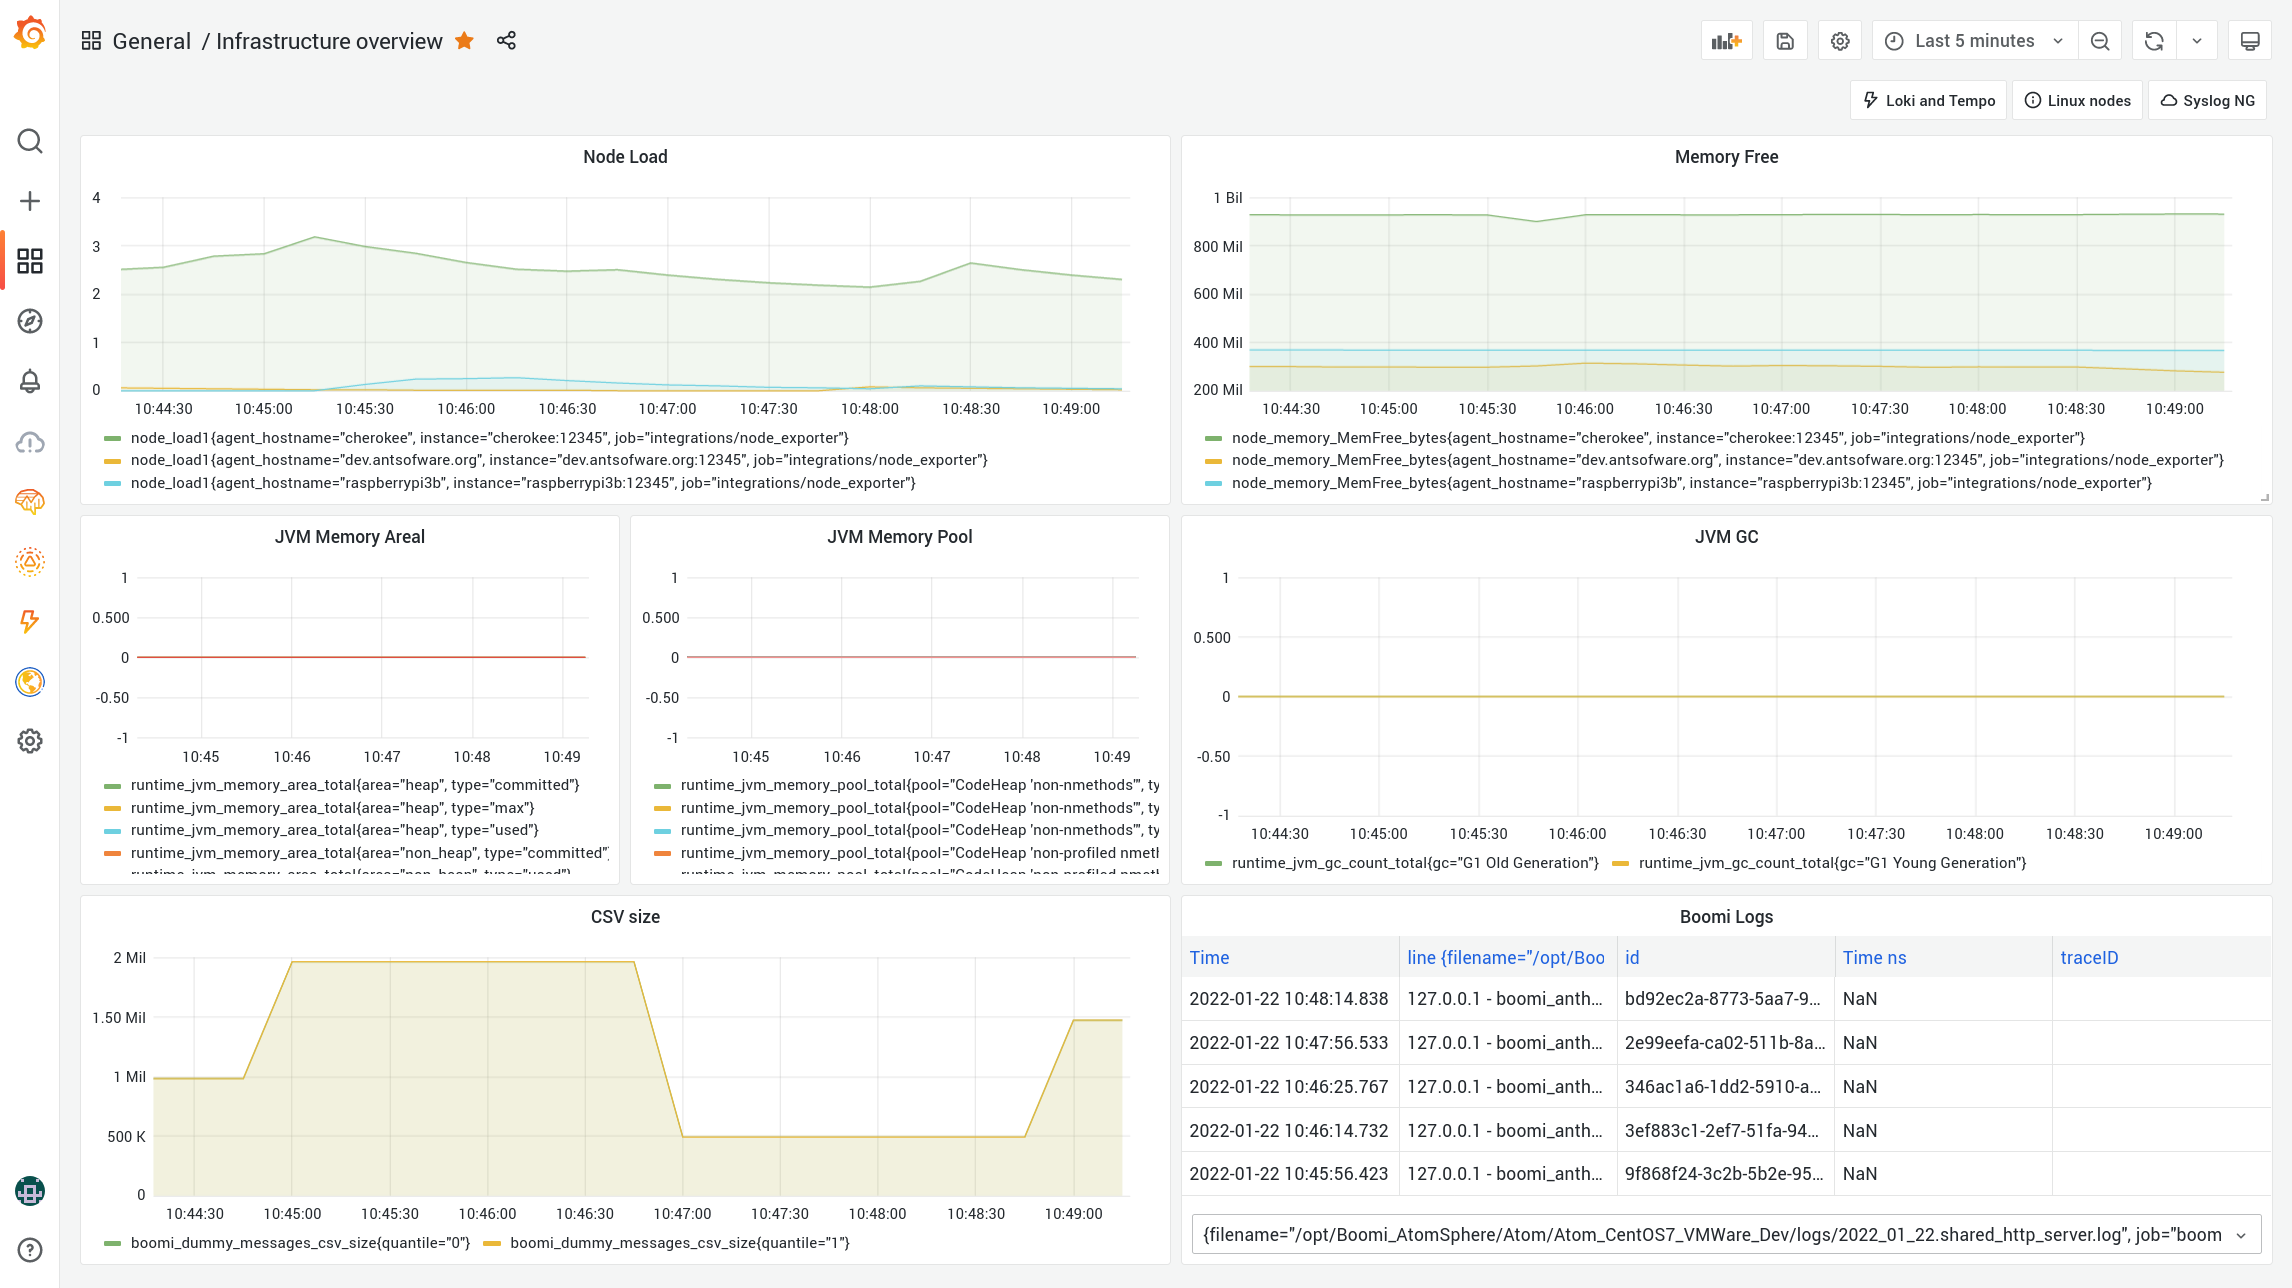 General / Infrastructure overview
Last 5 minutes
Loki and Tempo
Linux nodes
Syslog NG
Node Load
4
3
2
1
0
10:44:30 10:45:00 10:45:30 10:46:00 10:46:30 10:47:00 10:47:30 10:48:00 10:48:30 10:49:00
node_load1{agent_hostname="cherokee", instance="cherokee:12345", job="integrations/node_exporter"}
node_load1{agent_hostname="dev.antsofware.org", instance="dev.antsofware.org:12345", job="integrations/node_exporter"}
node_load1{agent_hostname="raspberrypi3b", instance="raspberrypi3b:12345", job="integrations/node_exporter"}
Memory Free
1 Bil
800 Mil
600 Mil
400 Mil
200 Mil
10:44:30 10:45:00 10:45:30 10:46:00 10:46:30 10:47:00 10:47:30 10:48:00 10:48:30 10:49:00
node_memory_MemFree_bytes{agent_hostname="cherokee", instance="cherokee:12345", job="integrations/node_exporter"}
node_memory_MemFree_bytes{agent_hostname="dev.antsofware.org", instance="dev.antsofware.org:12345", job="integrations/node_exporter"}
node_memory_MemFree_bytes{agent_hostname="raspberrypi3b", instance="raspberrypi3b:12345", job="integrations/node_exporter"}
JVM Memory Areal
1
0.500
0
-0.50
-1
10:45 10:46 10:47 10:48 10:49
runtime_jvm_memory_area_total{area="heap", type="committed"}
runtime_jvm_memory_area_total{area="heap", type="max"}
runtime_jvm_memory_area_total{area="heap", type="used"}
runtime_jvm_memory_area_total{area="non_heap", type="committed"}
runtime_jvm_memory_area_total{area="non_heap", type="used"}
JVM Memory Pool
1
0.500
0
-0.50
-1
10:45 10:46 10:47 10:48 10:49
runtime_jvm_memory_pool_total{pool="CodeHeap 'non-nmethods'", ty
runtime_jvm_memory_pool_total{pool="CodeHeap 'non-nmethods'", ty
runtime_jvm_memory_pool_total{pool="CodeHeap 'non-nmethods'", ty
runtime_jvm_memory_pool_total{pool="CodeHeap 'non-profiled nmeth
runtime_jvm_memory_pool_total{pool="CodeHeap 'non-profiled nmeth
JVM GC
1
0.500
0
-0.50
-1
10:44:30 10:45:00 10:45:30 10:46:00 10:46:30 10:47:00 10:47:30 10:48:00 10:48:30 10:49:00
runtime_jvm_gc_count_total{gc="G1 Old Generation"} runtime_jvm_gc_count_total{gc="G1 Young Generation"}
CSV size
2 Mil
1.50 Mil
1 Mil
500 K
0
10:44:30 10:45:00 10:45:30 10:46:00 10:46:30 10:47:00 10:47:30 10:48:00 10:48:30 10:49:00
boomi_dummy_messages_csv_size{quantile="0"} boomi_dummy_messages_csv_size{quantile="1"}
Boomi Logs
Time line {filename="/opt/Boo id Time ns traceID
2022-01-22 10:48:14.838 127.0.0.1 - boomi_anth... bd92ec2a-8773-5aa7-9... NaN
2022-01-22 10:47:56.533 127.0.0.1 - boomi_anth... 2e99eefa-ca02-511b-8a... NaN
2022-01-22 10:46:25.767 127.0.0.1 - boomi_anth... 346ac1a6-1dd2-5910-a... NaN
2022-01-22 10:46:14.732 127.0.0.1 - boomi_anth... 3ef883c1-2ef7-51fa-94... NaN
2022-01-22 10:45:56.423 127.0.0.1 - boomi_anth... 9f868f24-3c2b-5b2e-95... NaN
{filename="/opt/Boomi_AtomSphere/Atom/Atom_CentOS7_VMWare_Dev/logs/2022_01_22.shared_http_server.log", job="boom